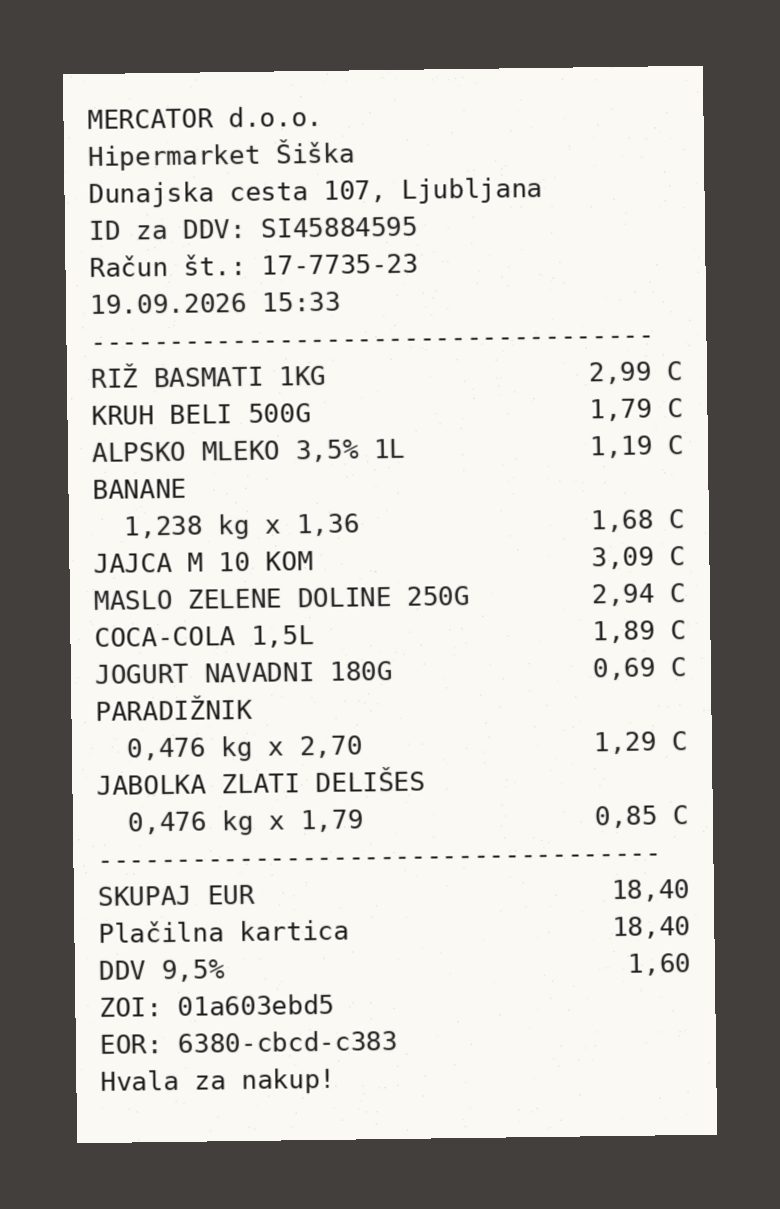 MERCATOR d.o.o.
Hipermarket Šiška
Dunajska cesta 107, Ljubljana
ID za DDV: SI45884595
Račun št.: 17-7735-23
19.09.2026 15:33
------------------------------------
RIŽ BASMATI 1KG 2,99 C
KRUH BELI 500G 1,79 C
ALPSKO MLEKO 3,5% 1L 1,19 C
BANANE
1,238 kg x 1,36 1,68 C
JAJCA M 10 KOM 3,09 C
MASLO ZELENE DOLINE 250G 2,94 C
COCA-COLA 1,5L 1,89 C
JOGURT NAVADNI 180G 0,69 C
PARADIŽNIK
0,476 kg x 2,70 1,29 C
JABOLKA ZLATI DELIŠES
0,476 kg x 1,79 0,85 C
------------------------------------
SKUPAJ EUR 18,40
Plačilna kartica 18,40
DDV 9,5% 1,60
ZOI: 01a603ebd5
EOR: 6380-cbcd-c383
Hvala za nakup!